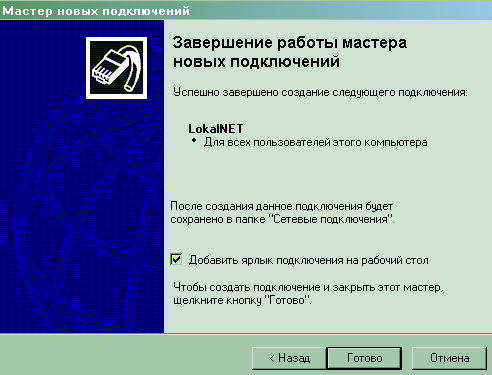 Мастер новых подключений
Завершение работы мастера
новых подключений
Успешно завершено создание следующего подключения:
LokalNET
• Для всех пользователей этого компьютера
После создания данное подключения будет
сохранено в папке "Сетевые подключения".
Добавить ярлык подключения на рабочий стол
Чтобы создать подключение и закрыть этот мастер,
щелкните кнопку "Готово".
< Назад Готово Отмена